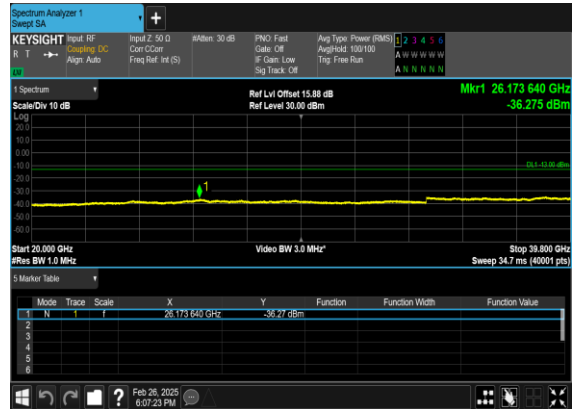 Spectrum Analyzer 1
Swept SA
+
KEYSIGHT Input: RF Input Z: 50 Ω #Atten: 30 dB PNO: Fast Avg Type: Power (RMS) 1 2 3 4 5 6
R T Coupling: DC Corr CCorr Gate: Off Avg|Hold: 100/100 A W W W W W
Align: Auto Freq Ref: Int (S) IF Gain: Low Trig: Free Run
Sig Track: Off A N N N N N
1 Spectrum Ref Lvl Offset 15.88 dB Mkr1 26.173 640 GHz
Scale/Div 10 dB Ref Level 30.00 dBm -36.275 dBm
Log
20.0
10.0
0.00
-10.0
DL1 -13.00 dBm
-20.0
-30.0
1
-40.0
-50.0
-60.0
Start 20.000 GHz Video BW 3.0 MHz* Stop 39.800 GHz
#Res BW 1.0 MHz Sweep 34.7 ms (40001 pts)
5 Marker Table
Mode Trace Scale X Y Function Function Width Function Value
1 N 1 f 26.173 640 GHz -36.27 dBm
2
3
4
5
6
? Feb 26, 2025
6:07:23 PM